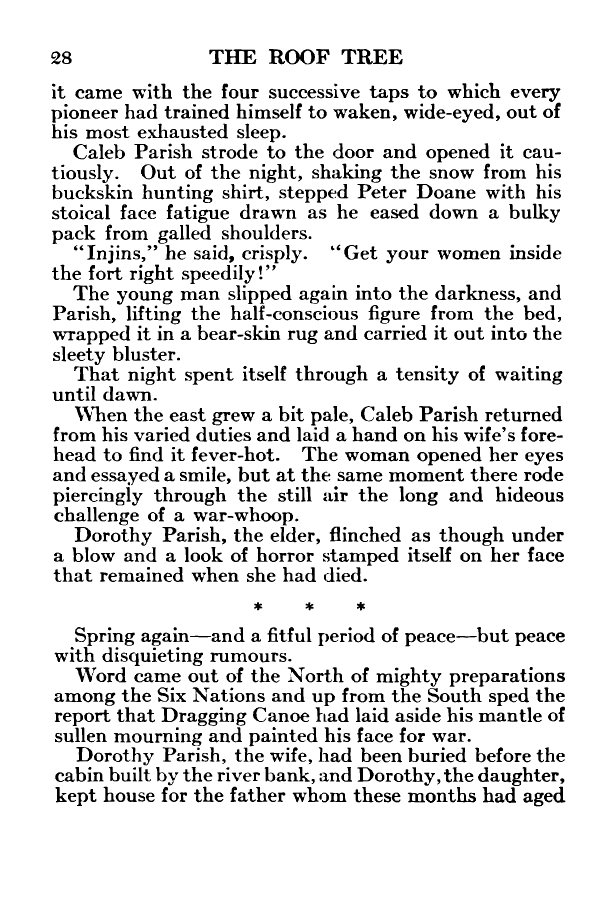 28 THE ROOF TREE
it came with the four successive taps to which every
pioneer had trained himself to waken, wide-eyed, out of
his most exhausted sleep.
Caleb Parish strode to the door and opened it cau-
tiously. Out of the night, shaking the snow from his
buckskin hunting shirt, stepped Peter Doane with his
stoical face fatigue drawn as he eased down a bulky
pack from galled shoulders.
"Injins," he said, crisply. "Get your women inside
the fort right speedily!"
The young man slipped again into the darkness, and
Parish, lifting the half-conscious figure from the bed,
wrapped it in a bear-skin rug and carried it out into the
sleety bluster.
That night spent itself through a tensity of waiting
until dawn.
When the east grew a bit pale, Caleb Parish returned
from his varied duties and laid a hand on his wife's fore-
head to find it fever-hot. The woman opened her eyes
and essayed a smile, but at the same moment there rode
piercingly through the still air the long and hideous
challenge of a war-whoop.
Dorothy Parish, the elder, flinched as though under
a blow and a look of horror stamped itself on her face
that remained when she had died.
* * *
Spring again—and a fitful period of peace—but peace
with disquieting rumours.
Word came out of the North of mighty preparations
among the Six Nations and up from the South sped the
report that Dragging Canoe had laid aside his mantle of
sullen mourning and painted his face for war.
Dorothy Parish, the wife, had been buried before the
cabin built by the river bank, and Dorothy, the daughter,
kept house for the father whom these months had aged